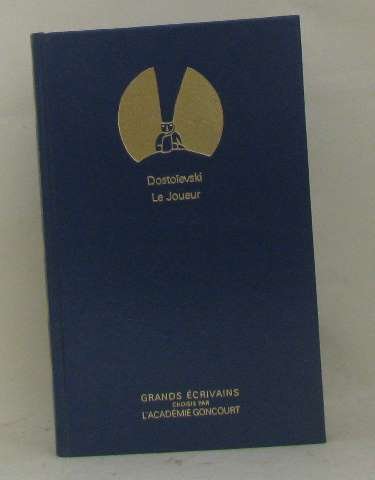 Dostoïevski
Le Joueur
GRANDS ÉCRIVAINS
CHOISIS PAR
L'ACADÉMIE GONCOURT